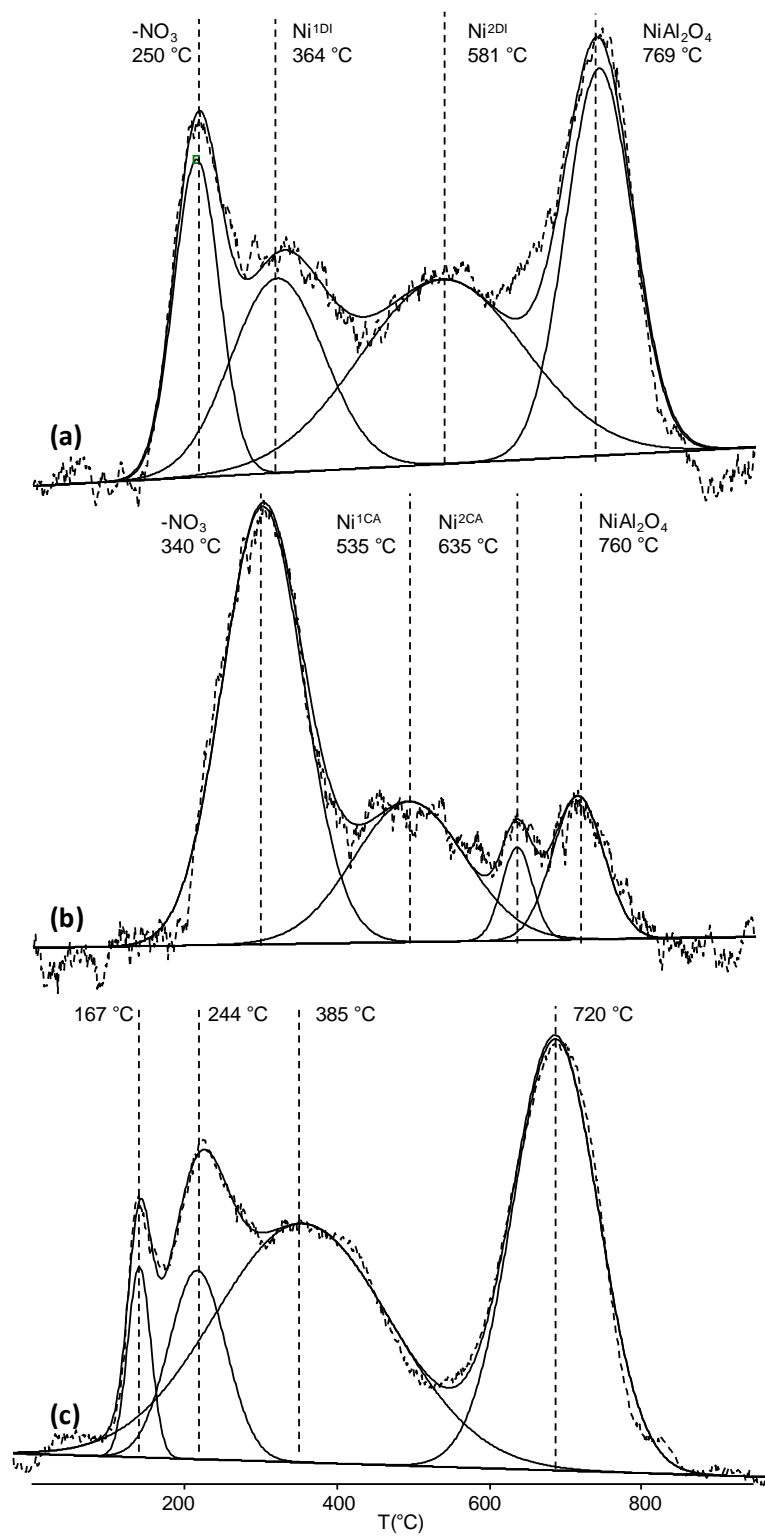 -NO₃ Ni¹ᴰᴵ Ni²ᴰᴵ NiAl₂O₄
250 °C 364 °C 581 °C 769 °C
(a)
-NO₃ Ni¹ᶜᴬ Ni²ᶜᴬ NiAl₂O₄
340 °C 535 °C 635 °C 760 °C
(b)
167 °C 244 °C 385 °C 720 °C
(c)
200 400 600 800
T(°C)